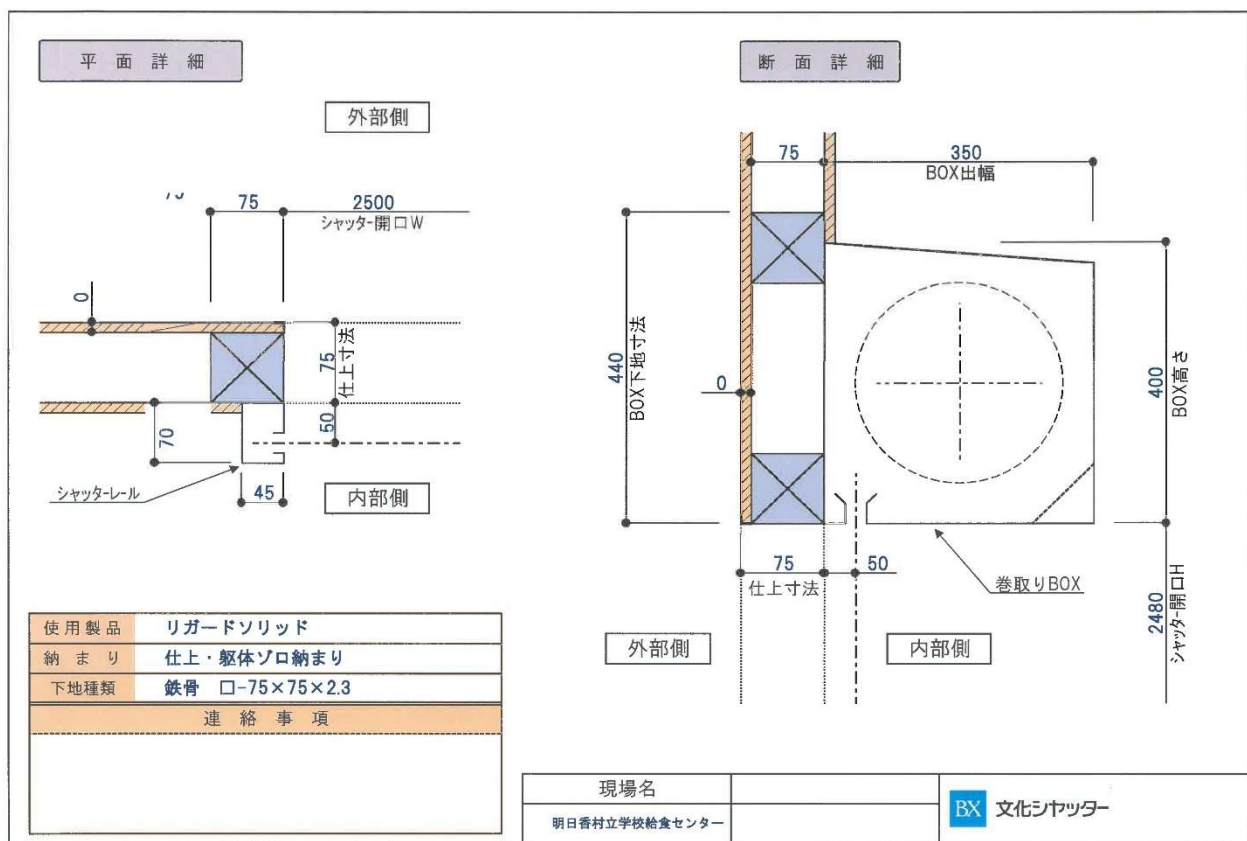 平面詳細
断面詳細
外部側
75
2500
シャッター開口W
0
75
仕上寸法
50
70
45
シャッターレール
内部側
75
350
BOX出幅
440
BOX下地寸法
0
400
BOX高さ
75
50
仕上寸法
巻取りBOX
2480
シャッター開口H
外部側
内部側
使用製品 リガードソリッド
納まり 仕上・躯体ゾロ納まり
下地種類 鉄骨 □-75×75×2.3
連絡事項
現場名
明日香村立学校給食センター
BX 文化シヤッター